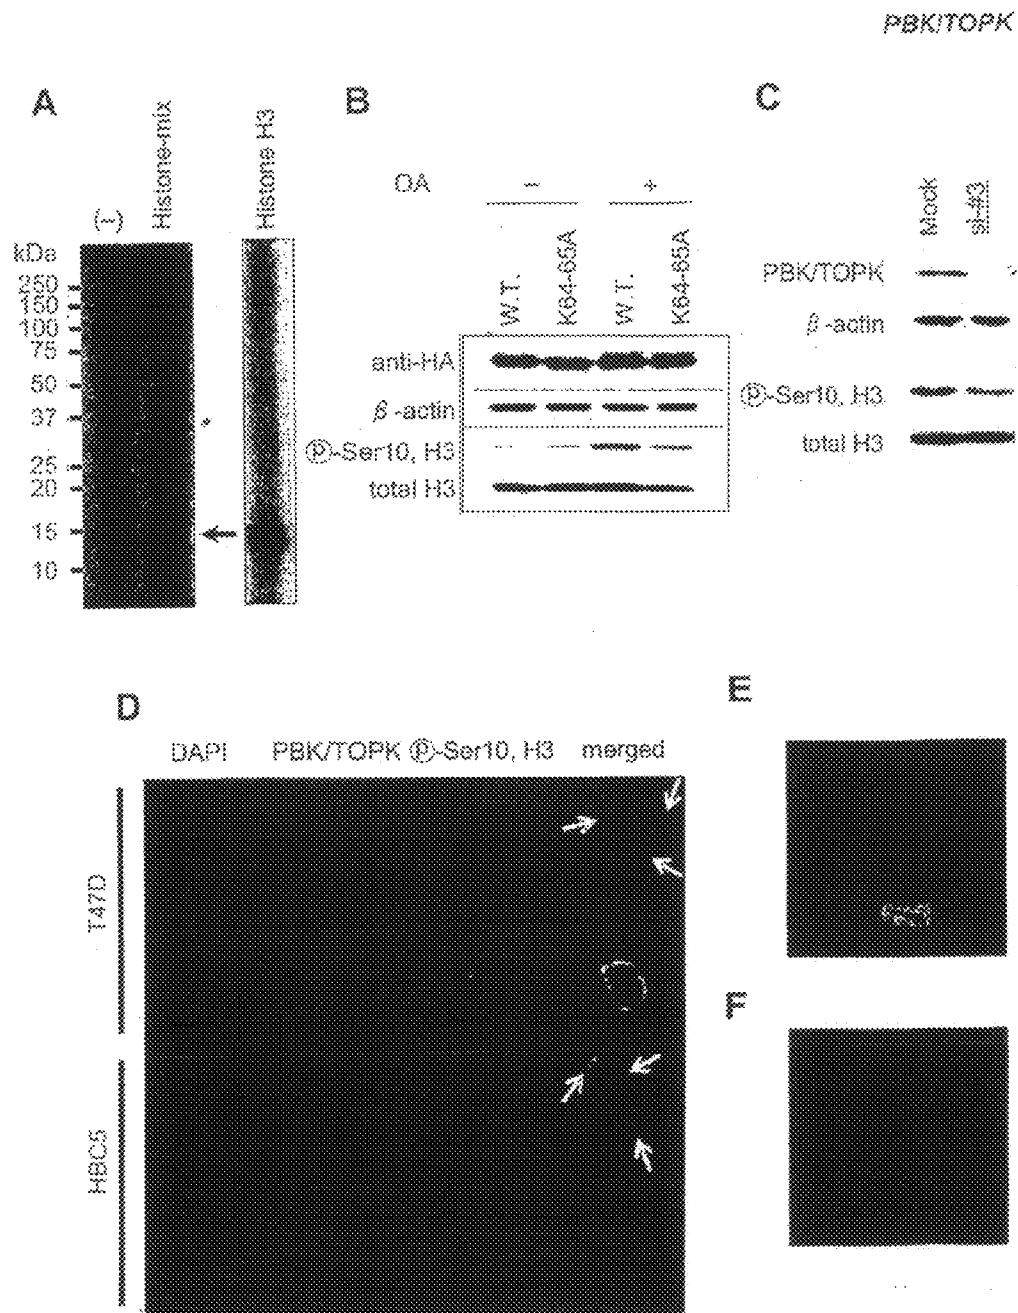 PBK/TOPK
A
(-)
Histone-mix
Histone H3
kDa
250
150
100
75
50
37
25
20
15
10
B
OA
-
+
W.T.
K64-65A
W.T.
K64-65A
anti-HA
β-actin
Ⓟ-Ser10, H3
total H3
C
Mock
si-#3
PBK/TOPK
β-actin
Ⓟ-Ser10, H3
total H3
D
DAPI PBK/TOPK Ⓟ-Ser10, H3 merged
T47D
HBC5
E
F